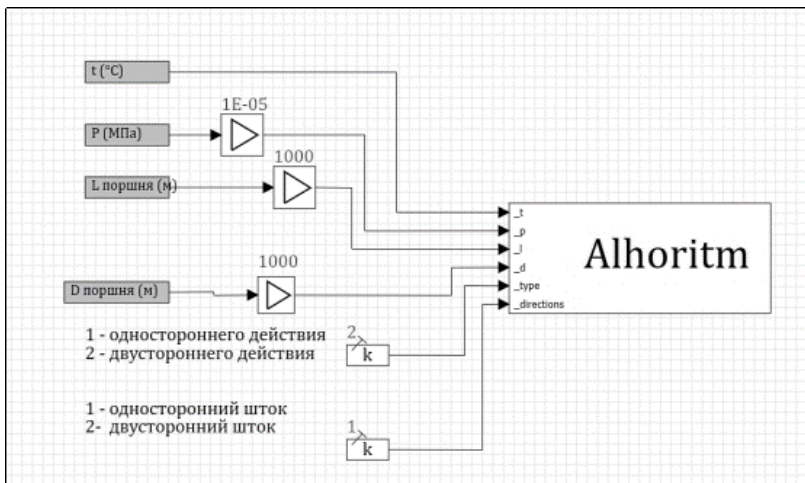 t (°C)
1E-05
P (МПа)
1000
L поршня (м)
_t
_p
_l
_d
_type
_directions
Alhoritm
1000
D поршня (м)
1 - одностороннего действия
2 - двустороннего действия
2
k
1 - односторонний шток
2- двусторонний шток
1
k